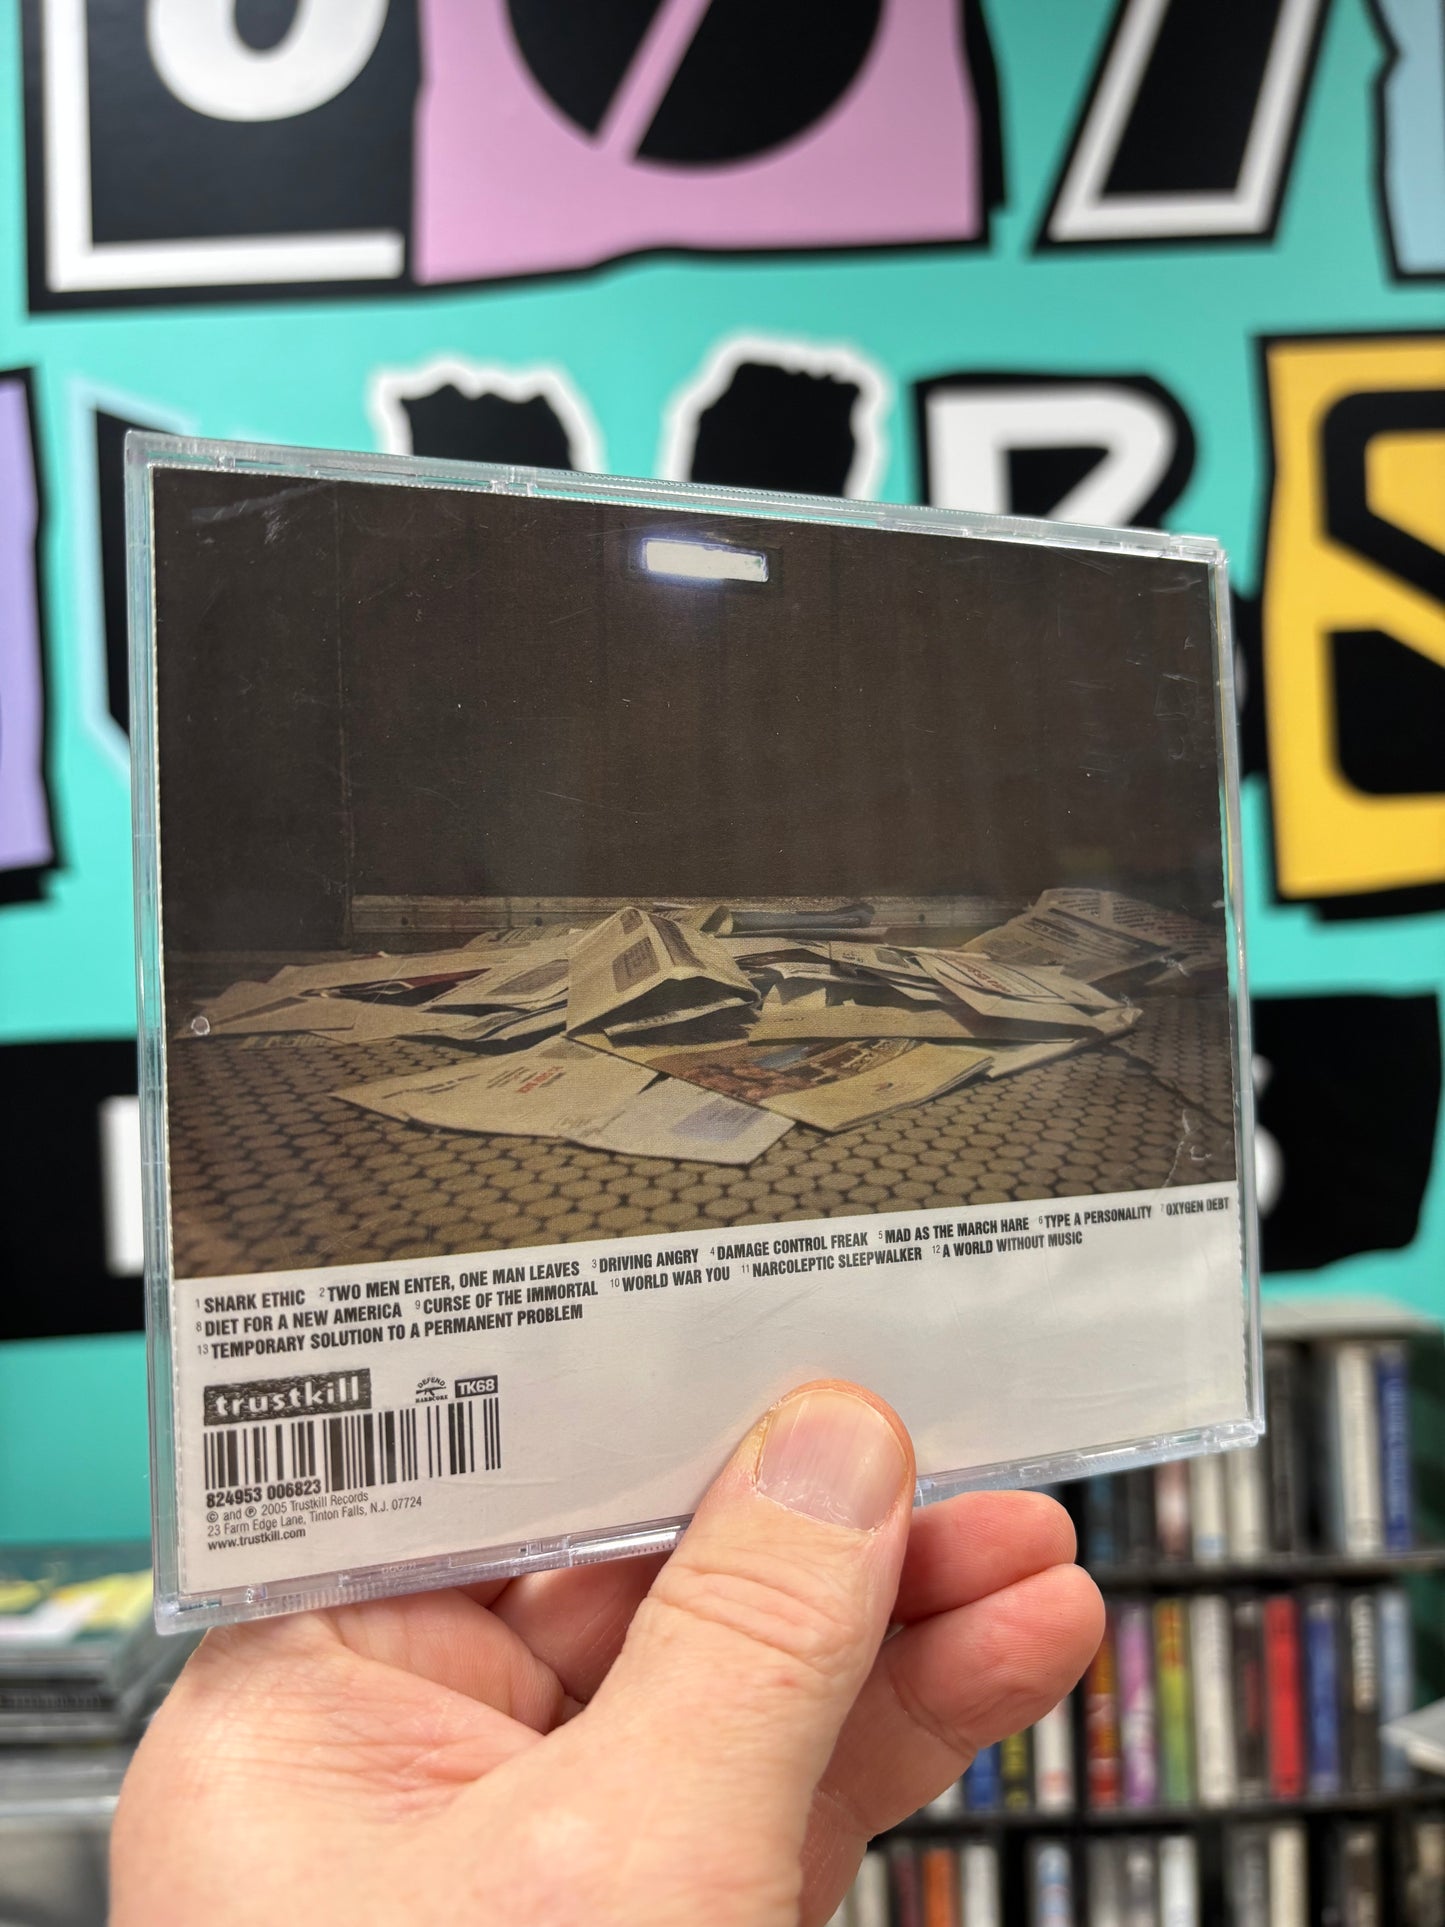 1 SHARK ETHIC 2 TWO MEN ENTER, ONE MAN LEAVES 3 DRIVING ANGRY 4 DAMAGE CONTROL FREAK 5 MAD AS THE MARCH HARE 6 TYPE A PERSONALITY 7 OXYGEN DEBT
8 DIET FOR A NEW AMERICA 9 CURSE OF THE IMMORTAL 10 WORLD WAR YOU 11 NARCOLEPTIC SLEEPWALKER 12 A WORLD WITHOUT MUSIC
13 TEMPORARY SOLUTION TO A PERMANENT PROBLEM
trustkill
DEFEND
HARDCORE
TK68
824953 006823
© and ℗ 2005 Trustkill Records
23 Farm Edge Lane, Tinton Falls, N.J. 07724
www.trustkill.com